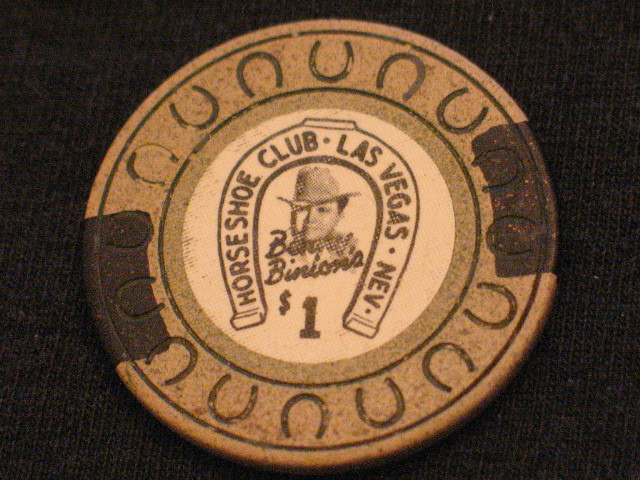 HORSESHOE CLUB · LAS VEGAS · NEV.
Benny
Binion's
$1